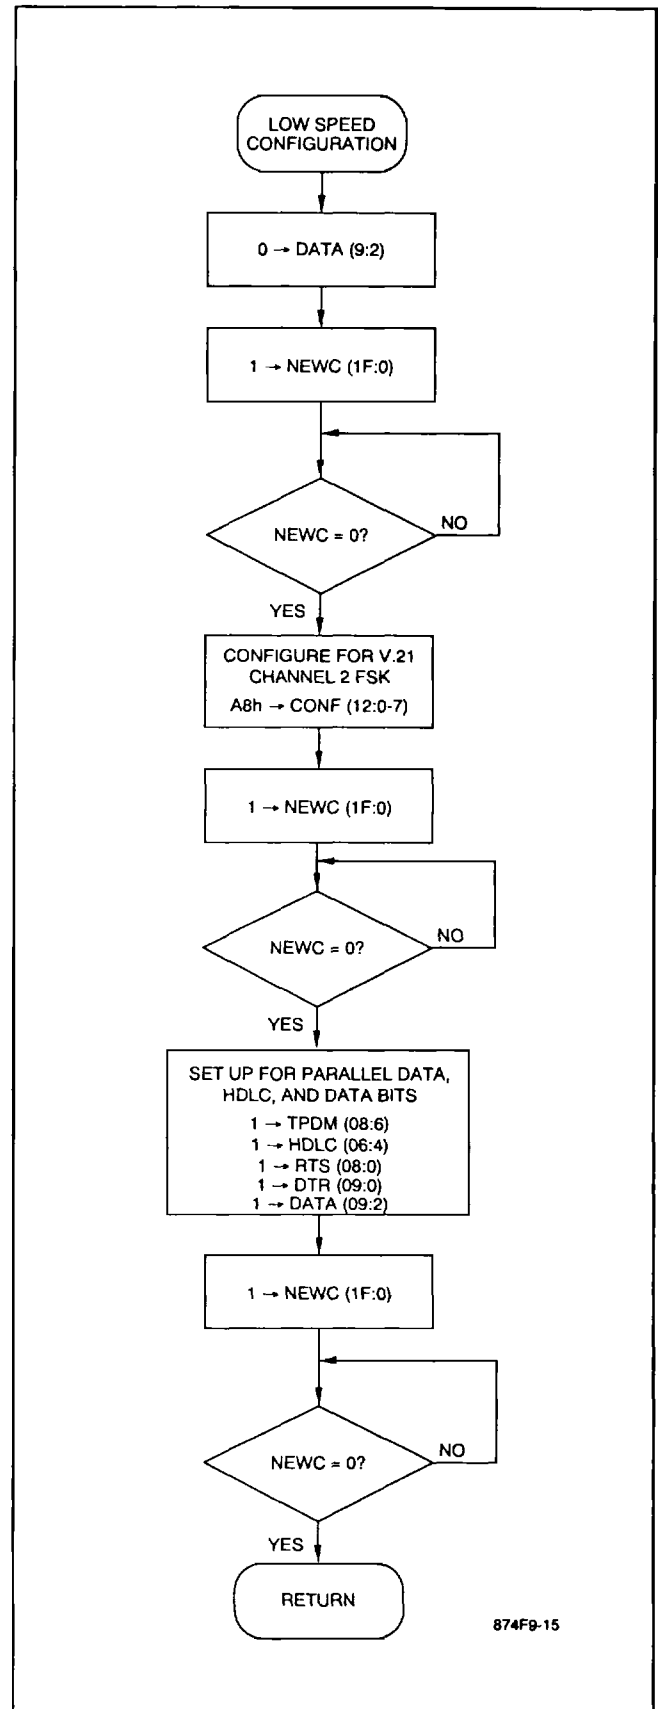 LOW SPEED
CONFIGURATION
0 → DATA (9:2)
1 → NEWC (1F:0)
NEWC = 0?
NO
YES
CONFIGURE FOR V.21
CHANNEL 2 FSK
A8h → CONF (12:0-7)
1 → NEWC (1F:0)
NEWC = 0?
NO
YES
SET UP FOR PARALLEL DATA,
HDLC, AND DATA BITS
1 → TPDM (08:6)
1 → HDLC (06:4)
1 → RTS (08:0)
1 → DTR (09:0)
1 → DATA (09:2)
1 → NEWC (1F:0)
NEWC = 0?
NO
YES
RETURN
874F9-15